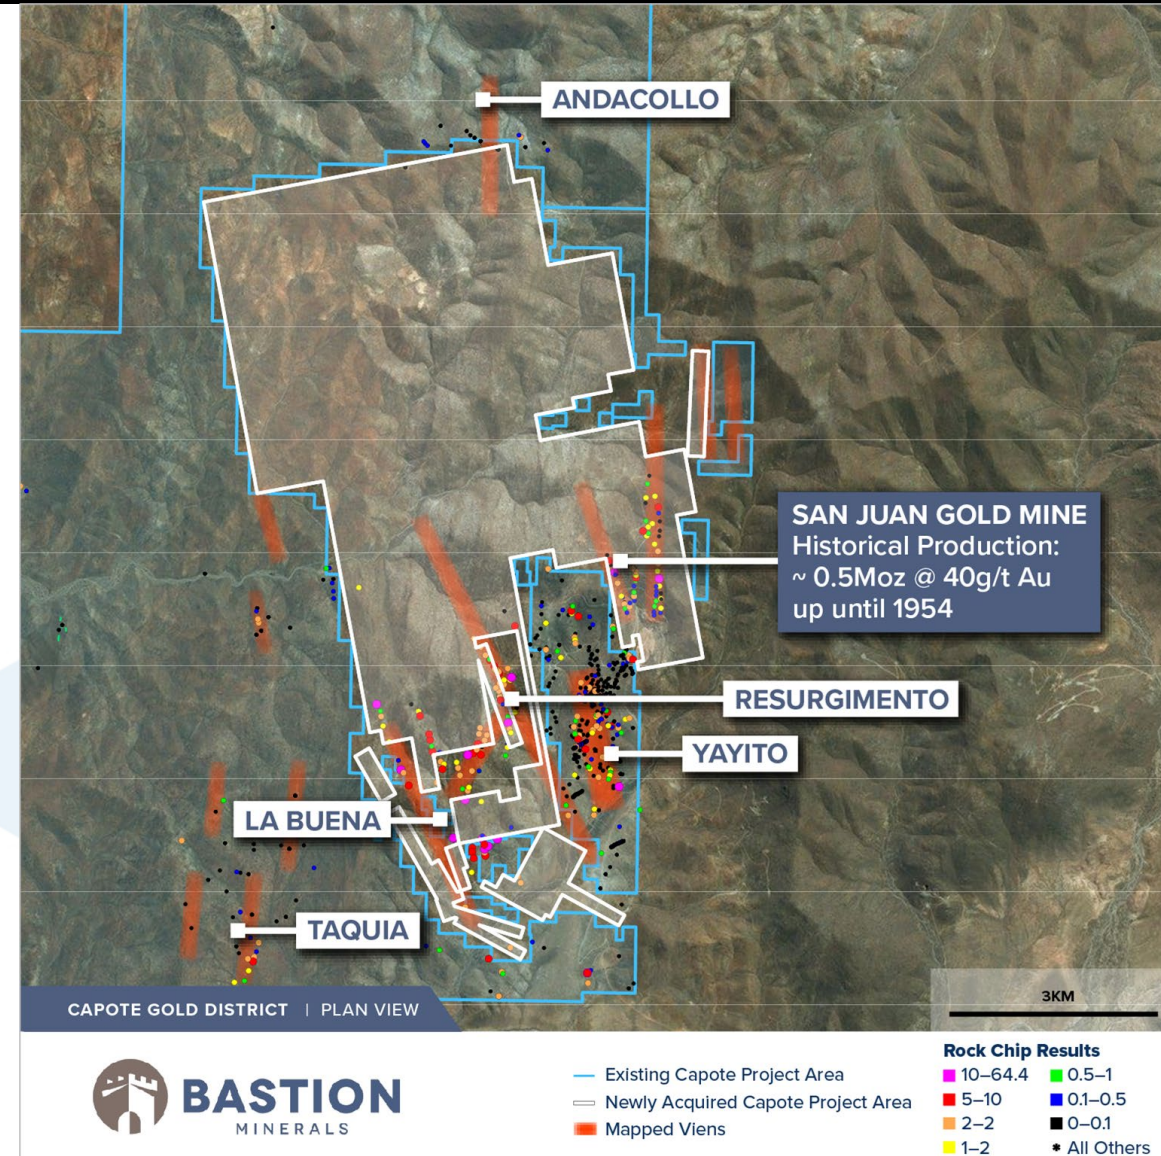 ANDACOLLO
SAN JUAN GOLD MINE
Historical Production:
~ 0.5Moz @ 40g/t Au
up until 1954
RESURGIMENTO
YAYITO
LA BUENA
TAQUIA
CAPOTE GOLD DISTRICT | PLAN VIEW
3KM
BASTION
MINERALS
Existing Capote Project Area
Newly Acquired Capote Project Area
Mapped Viens
Rock Chip Results
10–64.4
5–10
2–2
1–2
0.5–1
0.1–0.5
0–0.1
* All Others